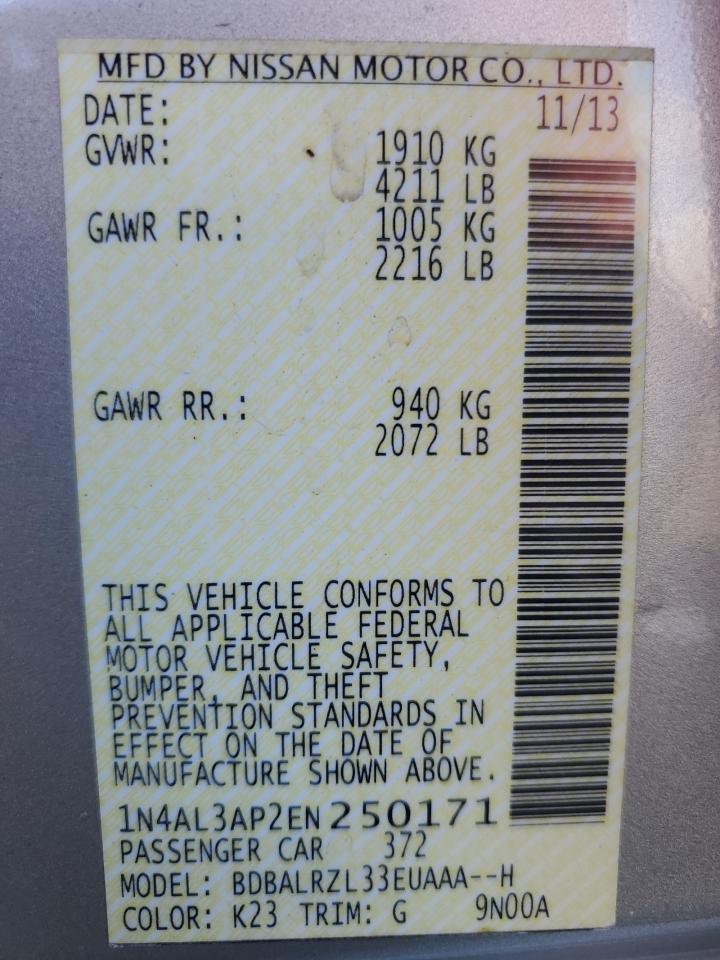 MFD BY NISSAN MOTOR CO., LTD.
DATE: 11/13
GVWR: 1910 KG
4211 LB
GAWR FR.: 1005 KG
2216 LB
GAWR RR.: 940 KG
2072 LB
THIS VEHICLE CONFORMS TO
ALL APPLICABLE FEDERAL
MOTOR VEHICLE SAFETY,
BUMPER, AND THEFT
PREVENTION STANDARDS IN
EFFECT ON THE DATE OF
MANUFACTURE SHOWN ABOVE.
1N4AL3AP2EN250171
PASSENGER CAR 372
MODEL: BDBALRZL33EUAAA--H
COLOR: K23 TRIM: G 9N00A